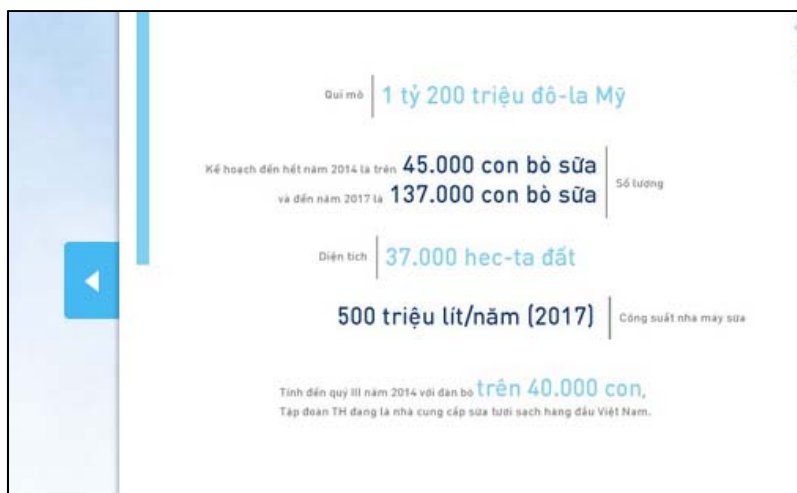 Qui mô 1 tỷ 200 triệu đô-la Mỹ
Kế hoạch đến hết năm 2014 là trên 45.000 con bò sữa
và đến năm 2017 là 137.000 con bò sữa
Số lượng
Diện tích 37.000 hec-ta đất
500 triệu lít/năm (2017) Công suất nhà máy sữa
Tính đến quý III năm 2014 với đàn bò trên 40.000 con,
Tập đoàn TH đang là nhà cung cấp sữa tươi sạch hàng đầu Việt Nam.